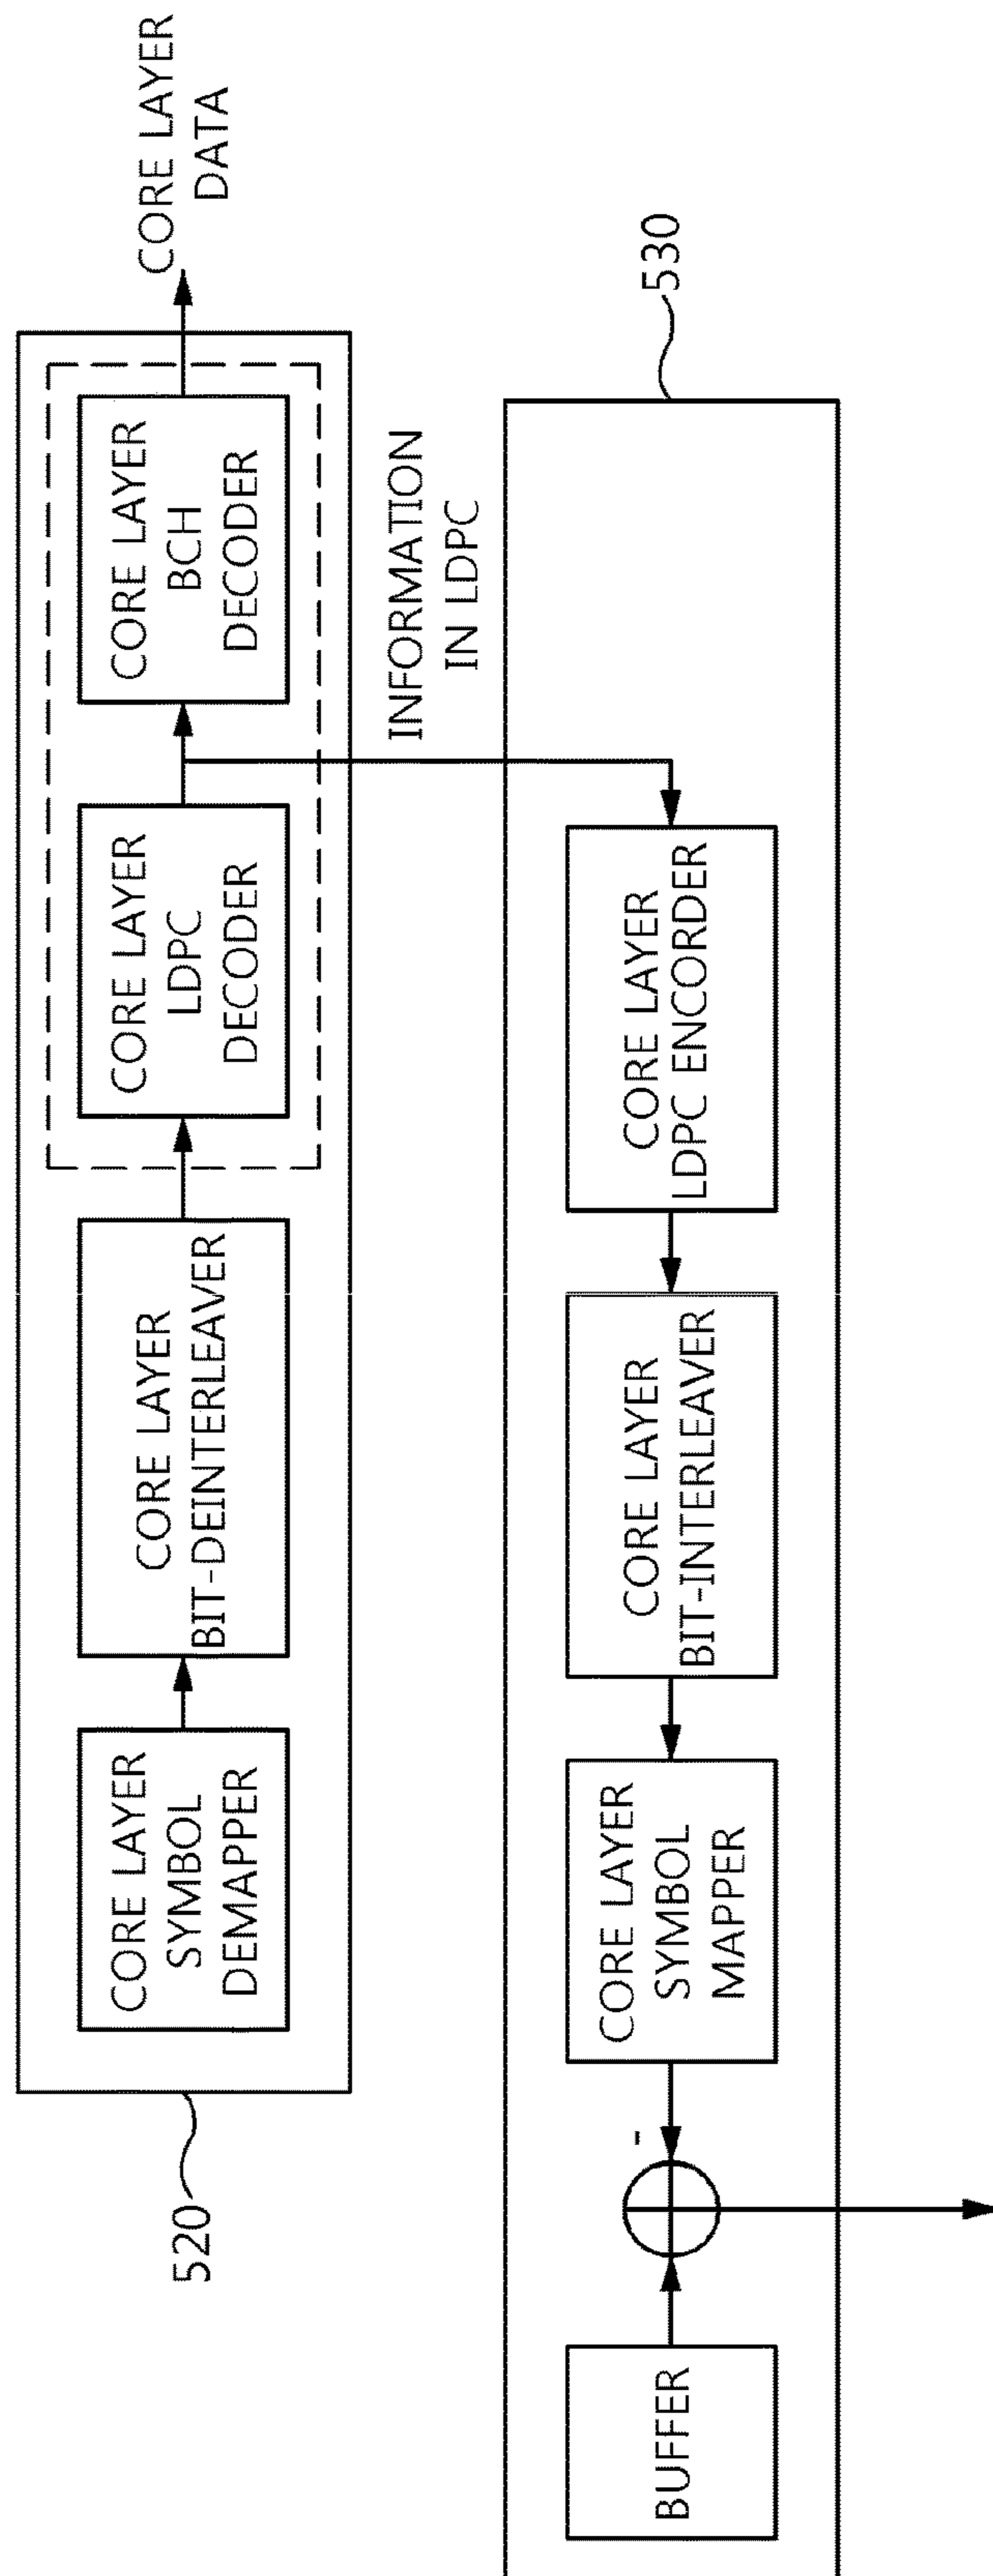 520
CORE LAYER
SYMBOL
DEMAPPER
CORE LAYER
BIT-DEINTERLEAVER
CORE LAYER
LDPC
DECODER
CORE LAYER
BCH
DECODER
CORE LAYER
DATA
INFORMATION
IN LDPC
530
BUFFER
-
CORE LAYER
SYMBOL
MAPPER
CORE LAYER
BIT-INTERLEAVER
CORE LAYER
LDPC ENCORDER